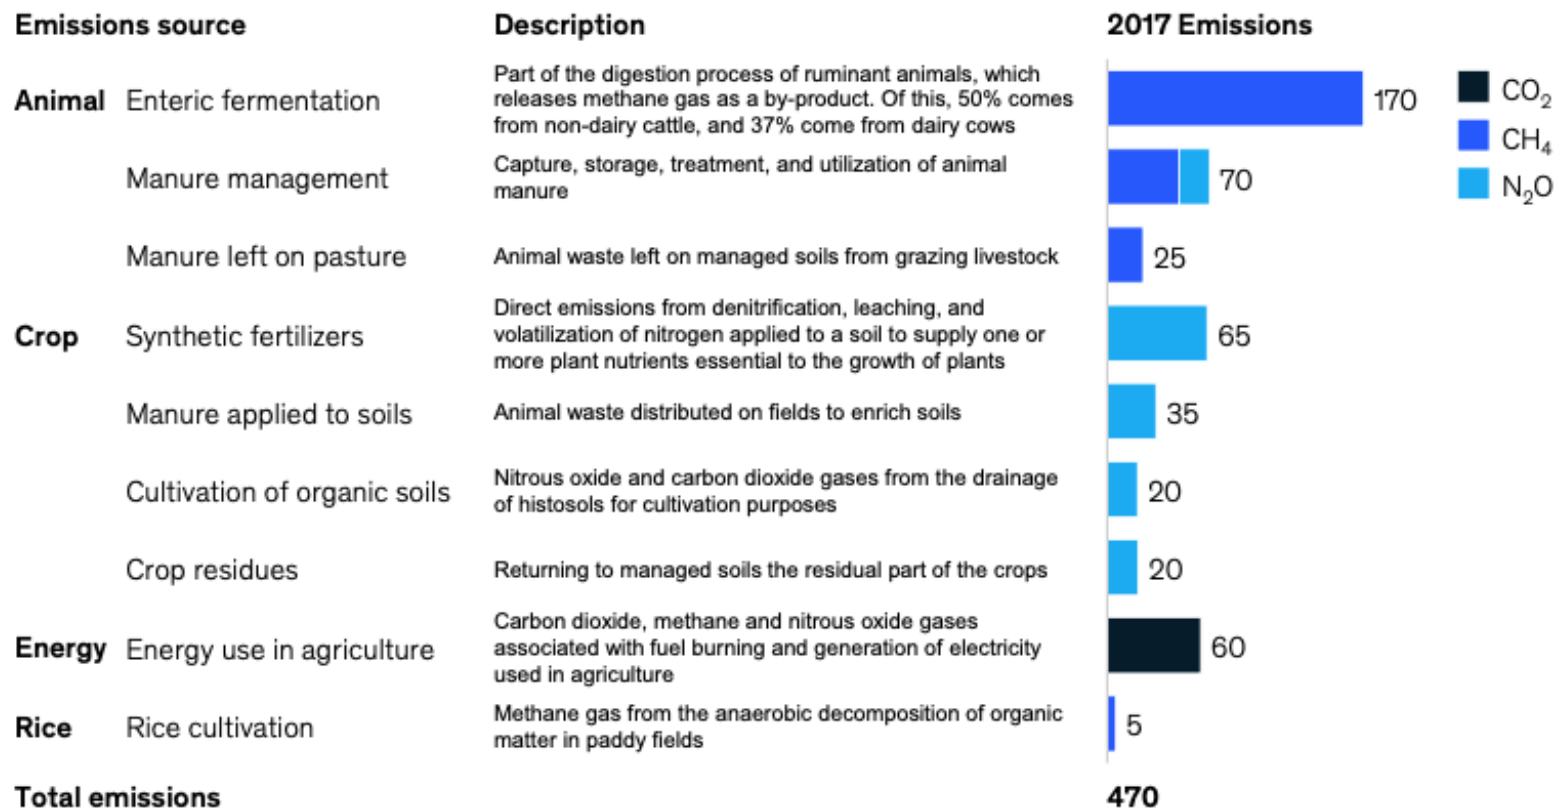 Emissions source Description 2017 Emissions
Animal Enteric fermentation
Part of the digestion process of ruminant animals, which
releases methane gas as a by-product. Of this, 50% comes
from non-dairy cattle, and 37% come from dairy cows
170
Manure management
Capture, storage, treatment, and utilization of animal
manure
70
Manure left on pasture
Animal waste left on managed soils from grazing livestock
25
Crop Synthetic fertilizers
Direct emissions from denitrification, leaching, and
volatilization of nitrogen applied to a soil to supply one or
more plant nutrients essential to the growth of plants
65
Manure applied to soils
Animal waste distributed on fields to enrich soils
35
Cultivation of organic soils
Nitrous oxide and carbon dioxide gases from the drainage
of histosols for cultivation purposes
20
Crop residues
Returning to managed soils the residual part of the crops
20
Energy Energy use in agriculture
Carbon dioxide, methane and nitrous oxide gases
associated with fuel burning and generation of electricity
used in agriculture
60
Rice Rice cultivation
Methane gas from the anaerobic decomposition of organic
matter in paddy fields
5
Total emissions 470
CO₂
CH₄
N₂O